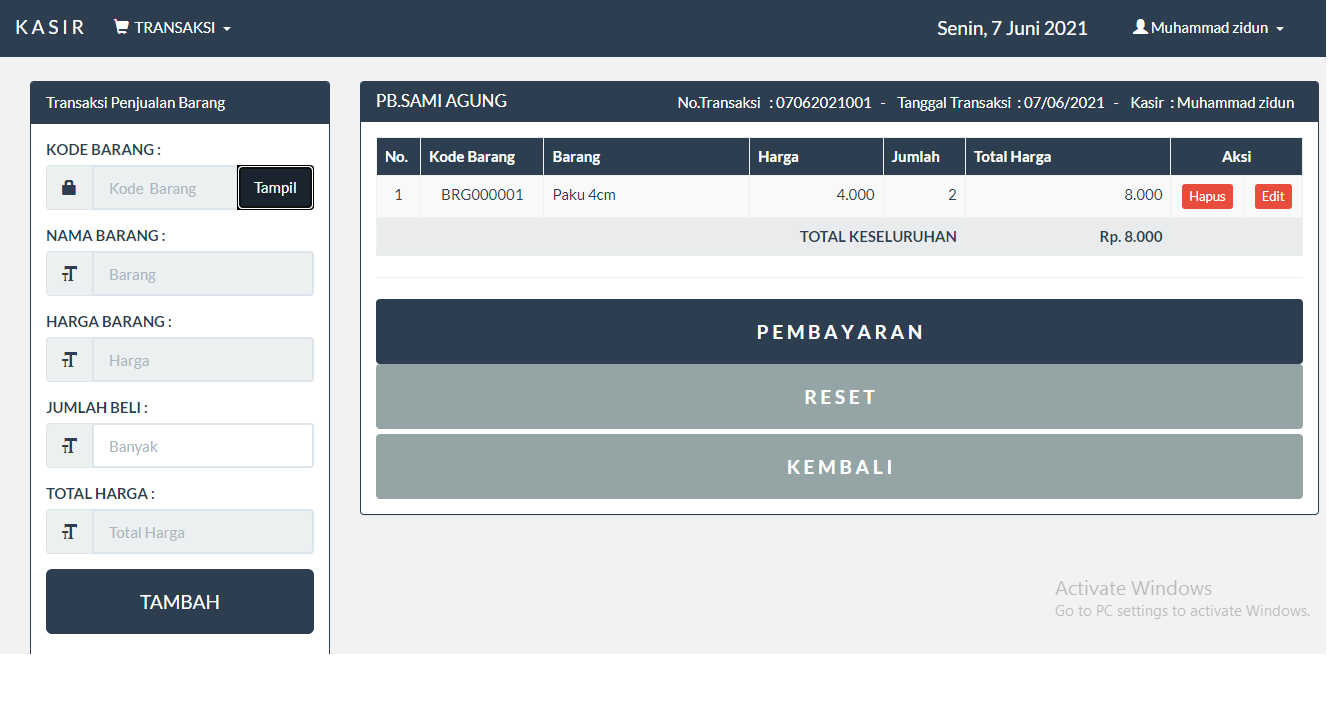 KASIR TRANSAKSI Senin, 7 Juni 2021 Muhammad zidun
Transaksi Penjualan Barang
KODE BARANG :
Kode Barang Tampil
NAMA BARANG :
Barang
HARGA BARANG :
Harga
JUMLAH BELI :
Banyak
TOTAL HARGA :
Total Harga
TAMBAH
PB.SAMI AGUNG No.Transaksi : 07062021001 - Tanggal Transaksi : 07/06/2021 - Kasir : Muhammad zidun
No. Kode Barang Barang Harga Jumlah Total Harga Aksi
1 BRG000001 Paku 4cm 4.000 2 8.000 Hapus Edit
TOTAL KESELURUHAN Rp. 8.000
PEMBAYARAN
RESET
KEMBALI
Activate Windows
Go to PC settings to activate Windows.